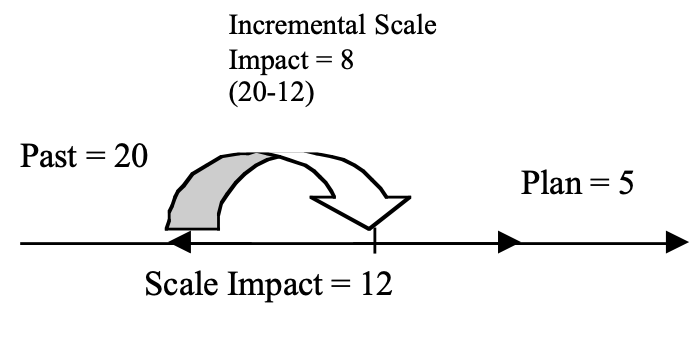 Incremental Scale
Impact = 8
(20-12)
Past = 20
Plan = 5
Scale Impact = 12